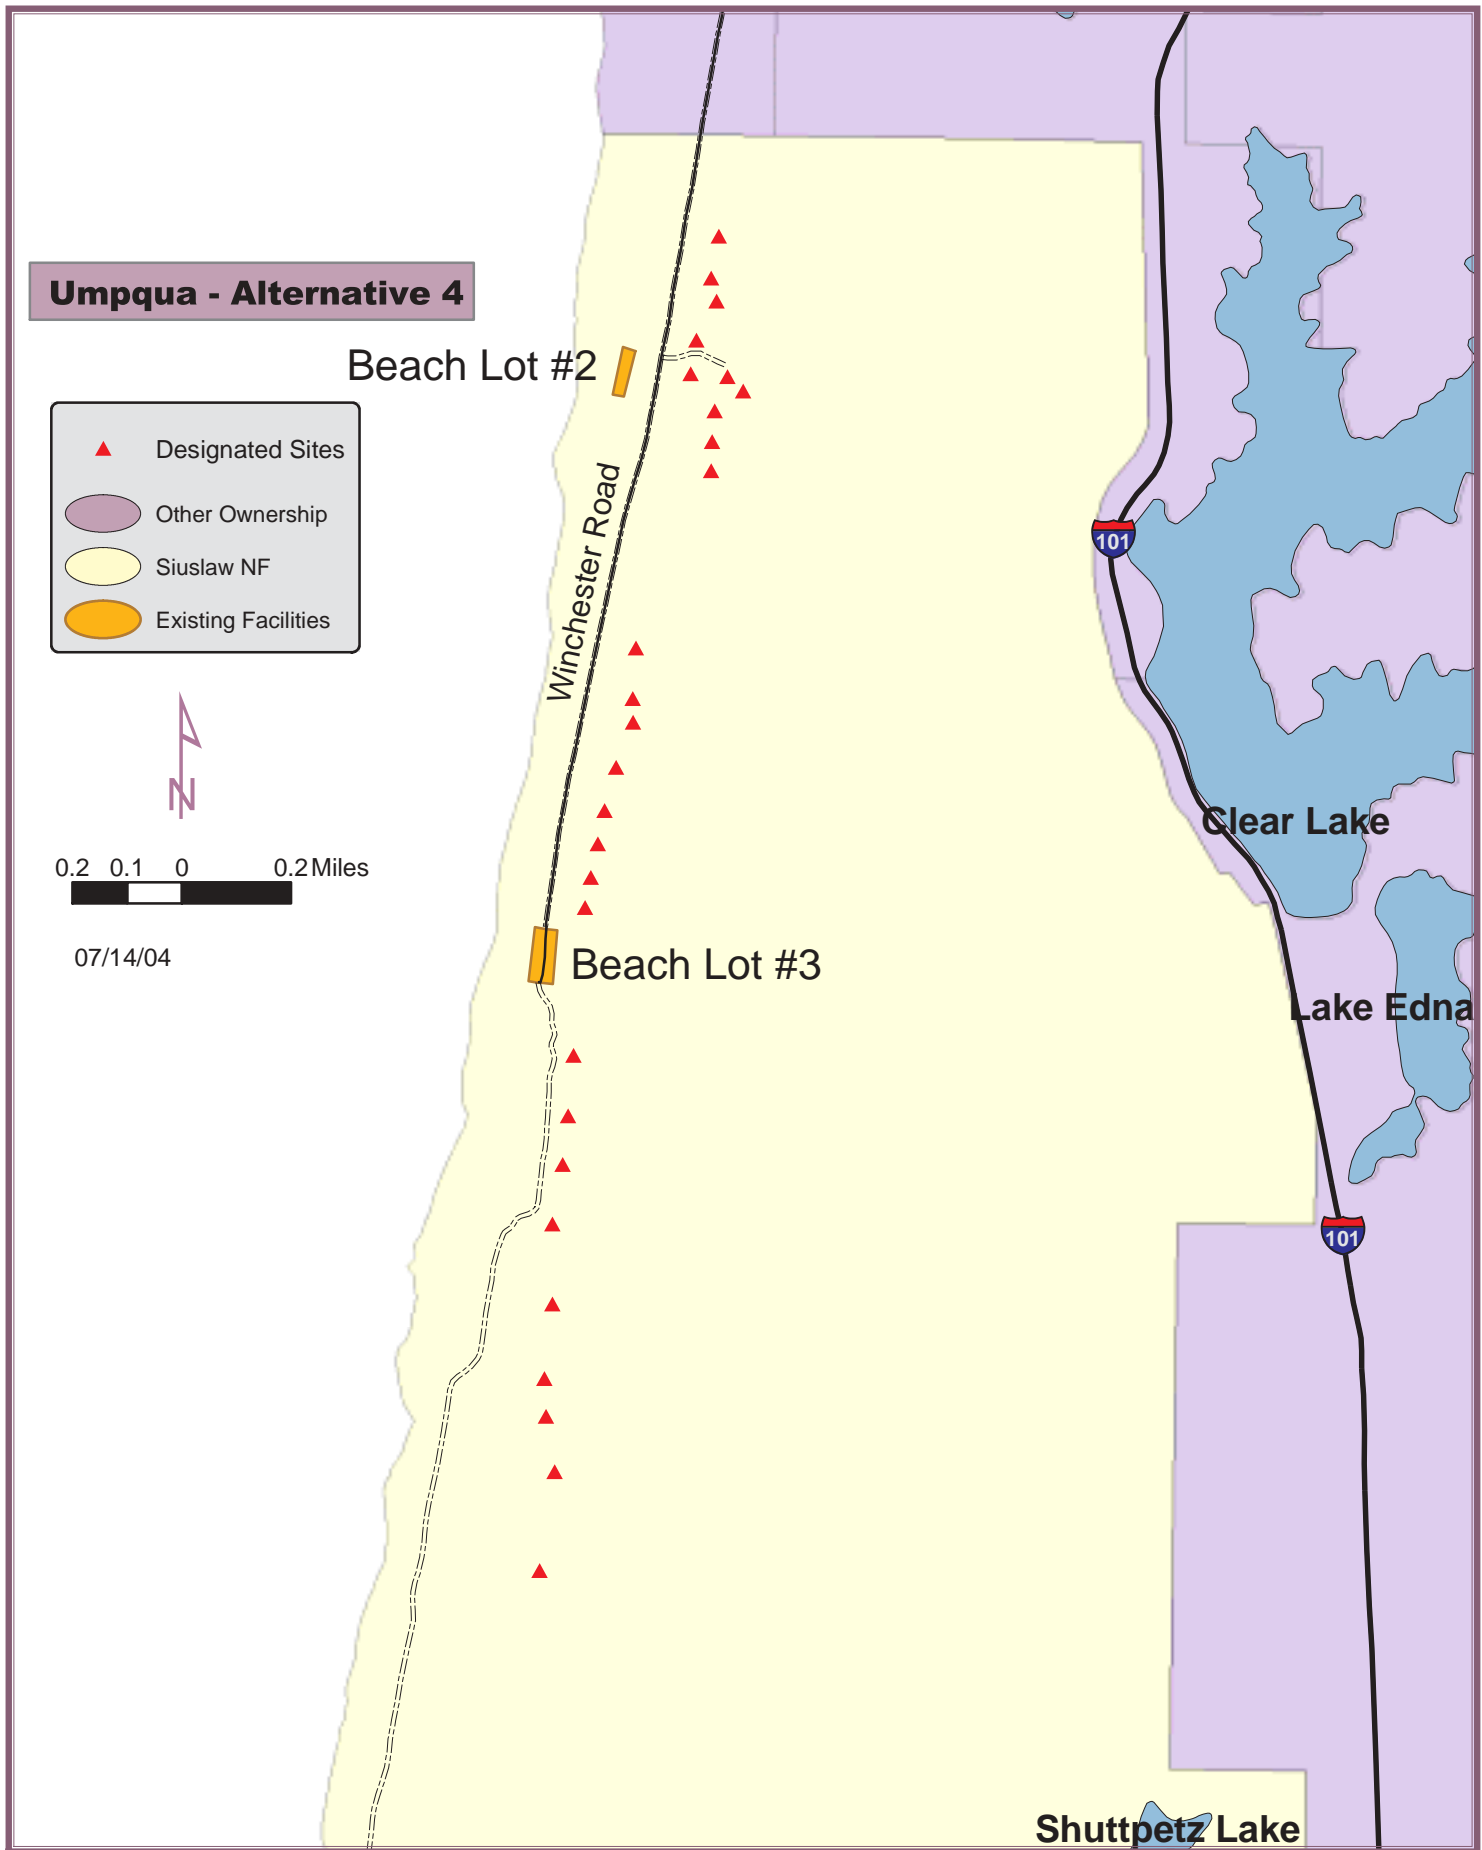 Umpqua - Alternative 4
Beach Lot #2
Designated Sites
Other Ownership
Siuslaw NF
Existing Facilities
Winchester Road
101
N
Clear Lake
0.2 0.1 0 0.2 Miles
07/14/04
Beach Lot #3
Lake Edna
101
Shuttpetz Lake